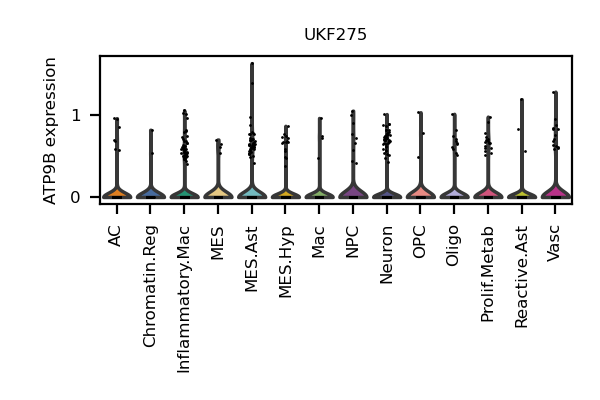 UKF275
ATP9B expression
1
0
AC
Chromatin.Reg
Inflammatory.Mac
MES
MES.Ast
MES.Hyp
Mac
NPC
Neuron
OPC
Oligo
Prolif.Metab
Reactive.Ast
Vasc